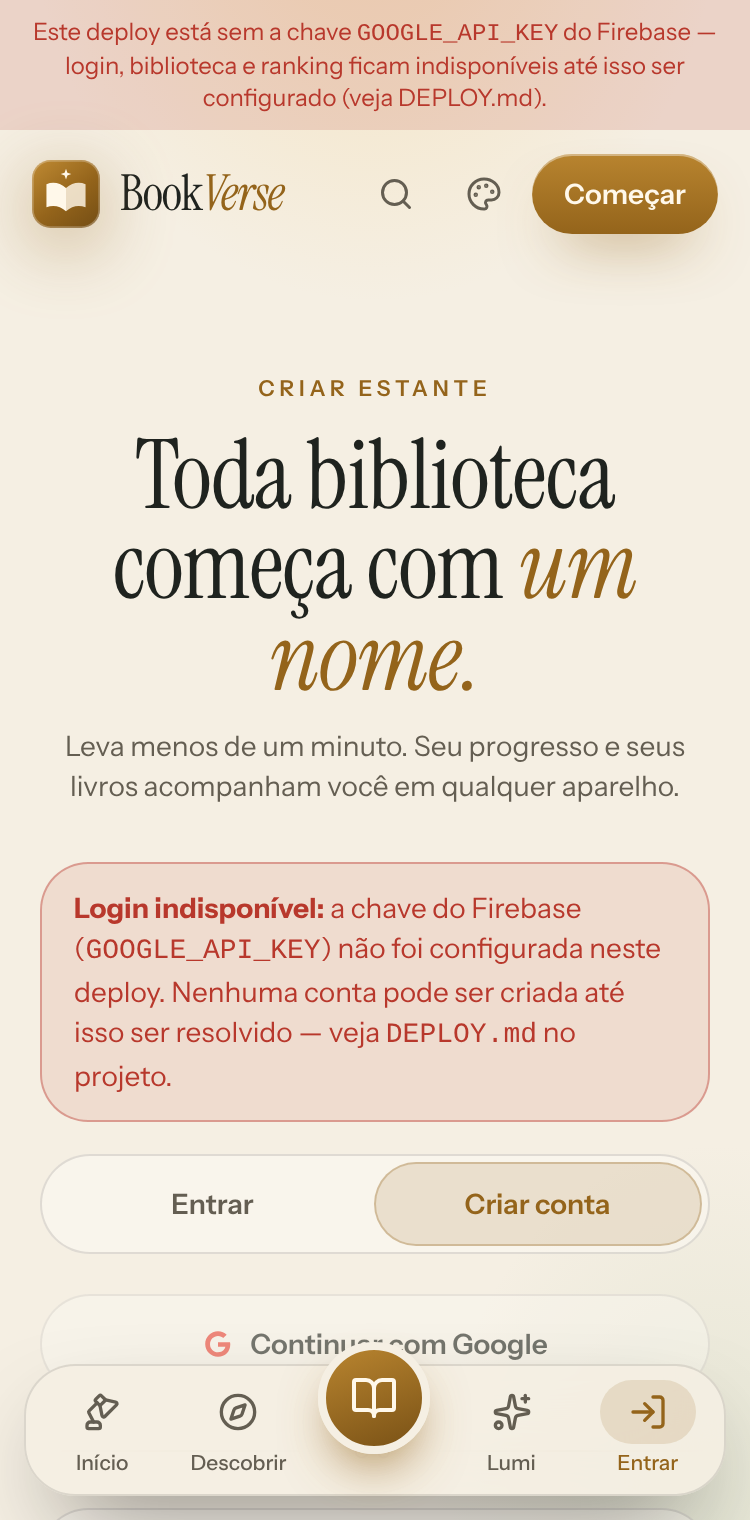 Este deploy está sem a chave GOOGLE_API_KEY do Firebase —
login, biblioteca e ranking ficam indisponíveis até isso ser
configurado (veja DEPLOY.md).
BookVerse
Começar
CRIAR ESTANTE
Toda biblioteca
começa com um
nome.
Leva menos de um minuto. Seu progresso e seus
livros acompanham você em qualquer aparelho.
Login indisponível: a chave do Firebase
(GOOGLE_API_KEY) não foi configurada neste
deploy. Nenhuma conta pode ser criada até
isso ser resolvido — veja DEPLOY.md no
projeto.
Entrar
Criar conta
Continuar com Google
Início
Descobrir
Lumi
Entrar